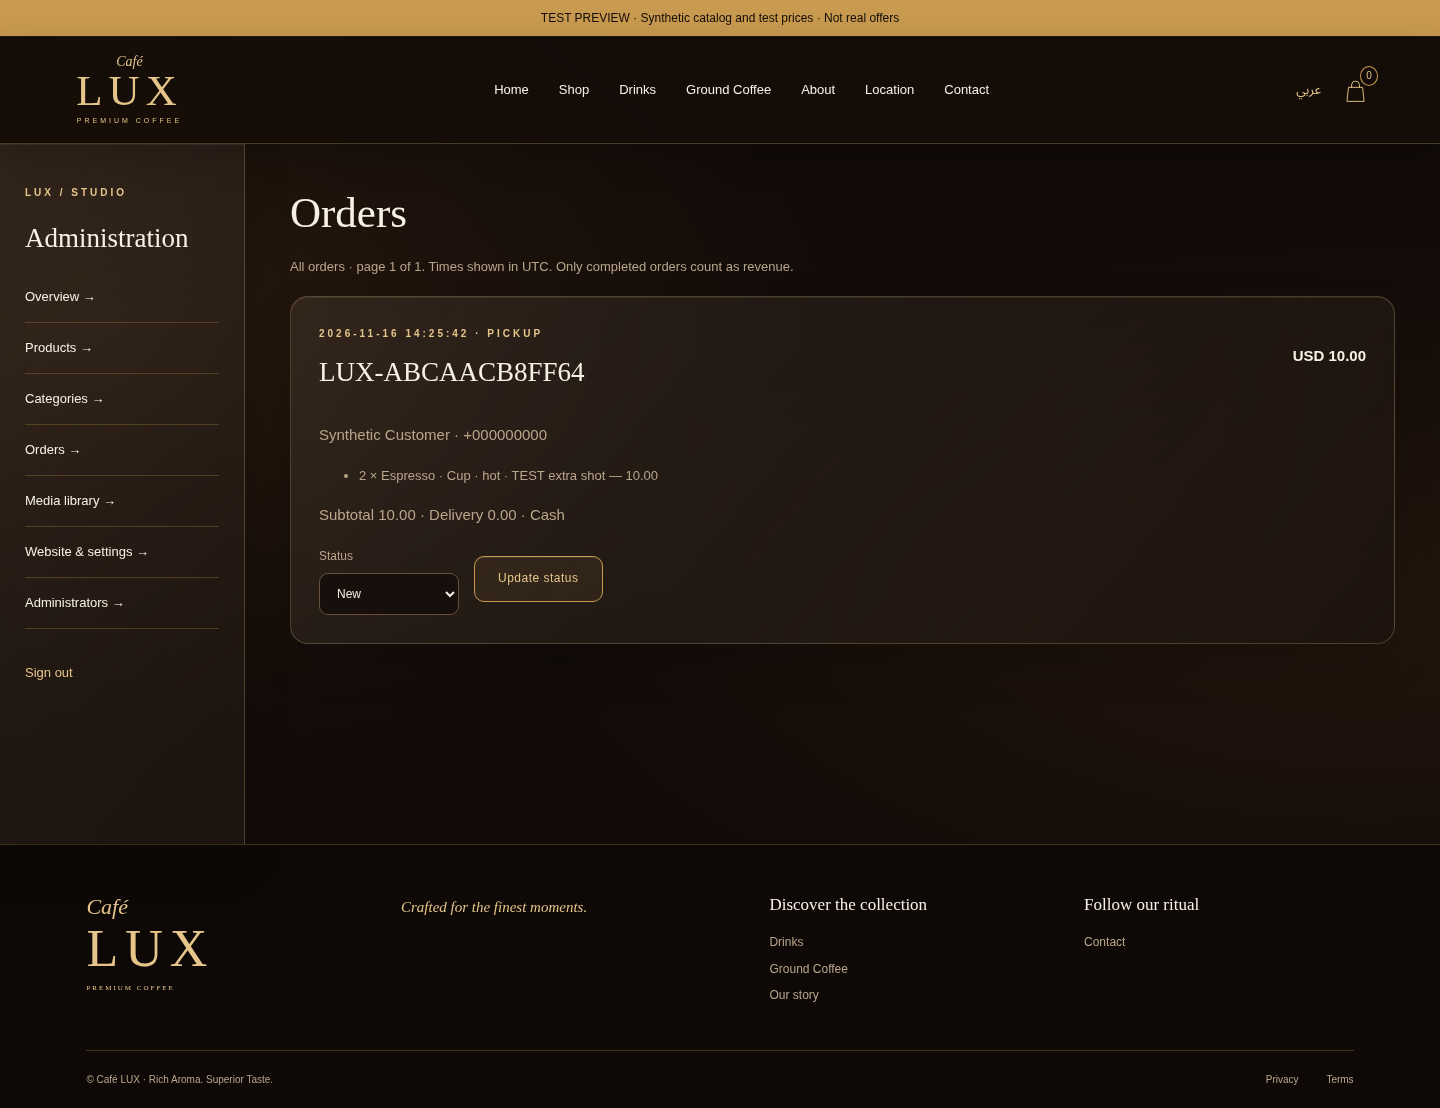 TEST PREVIEW · Synthetic catalog and test prices · Not real offers
Café
LUX
PREMIUM COFFEE
Home Shop Drinks Ground Coffee About Location Contact
عربي
0
LUX / STUDIO
Administration
Overview →
Products →
Categories →
Orders →
Media library →
Website & settings →
Administrators →
Sign out
Orders
All orders · page 1 of 1. Times shown in UTC. Only completed orders count as revenue.
2026-11-16 14:25:42 · PICKUP
LUX-ABCAACB8FF64
USD 10.00
Synthetic Customer · +000000000
• 2 × Espresso · Cup · hot · TEST extra shot — 10.00
Subtotal 10.00 · Delivery 0.00 · Cash
Status
New
Update status
Café
LUX
PREMIUM COFFEE
Crafted for the finest moments.
Discover the collection
Drinks
Ground Coffee
Our story
Follow our ritual
Contact
© Café LUX · Rich Aroma. Superior Taste.
Privacy Terms